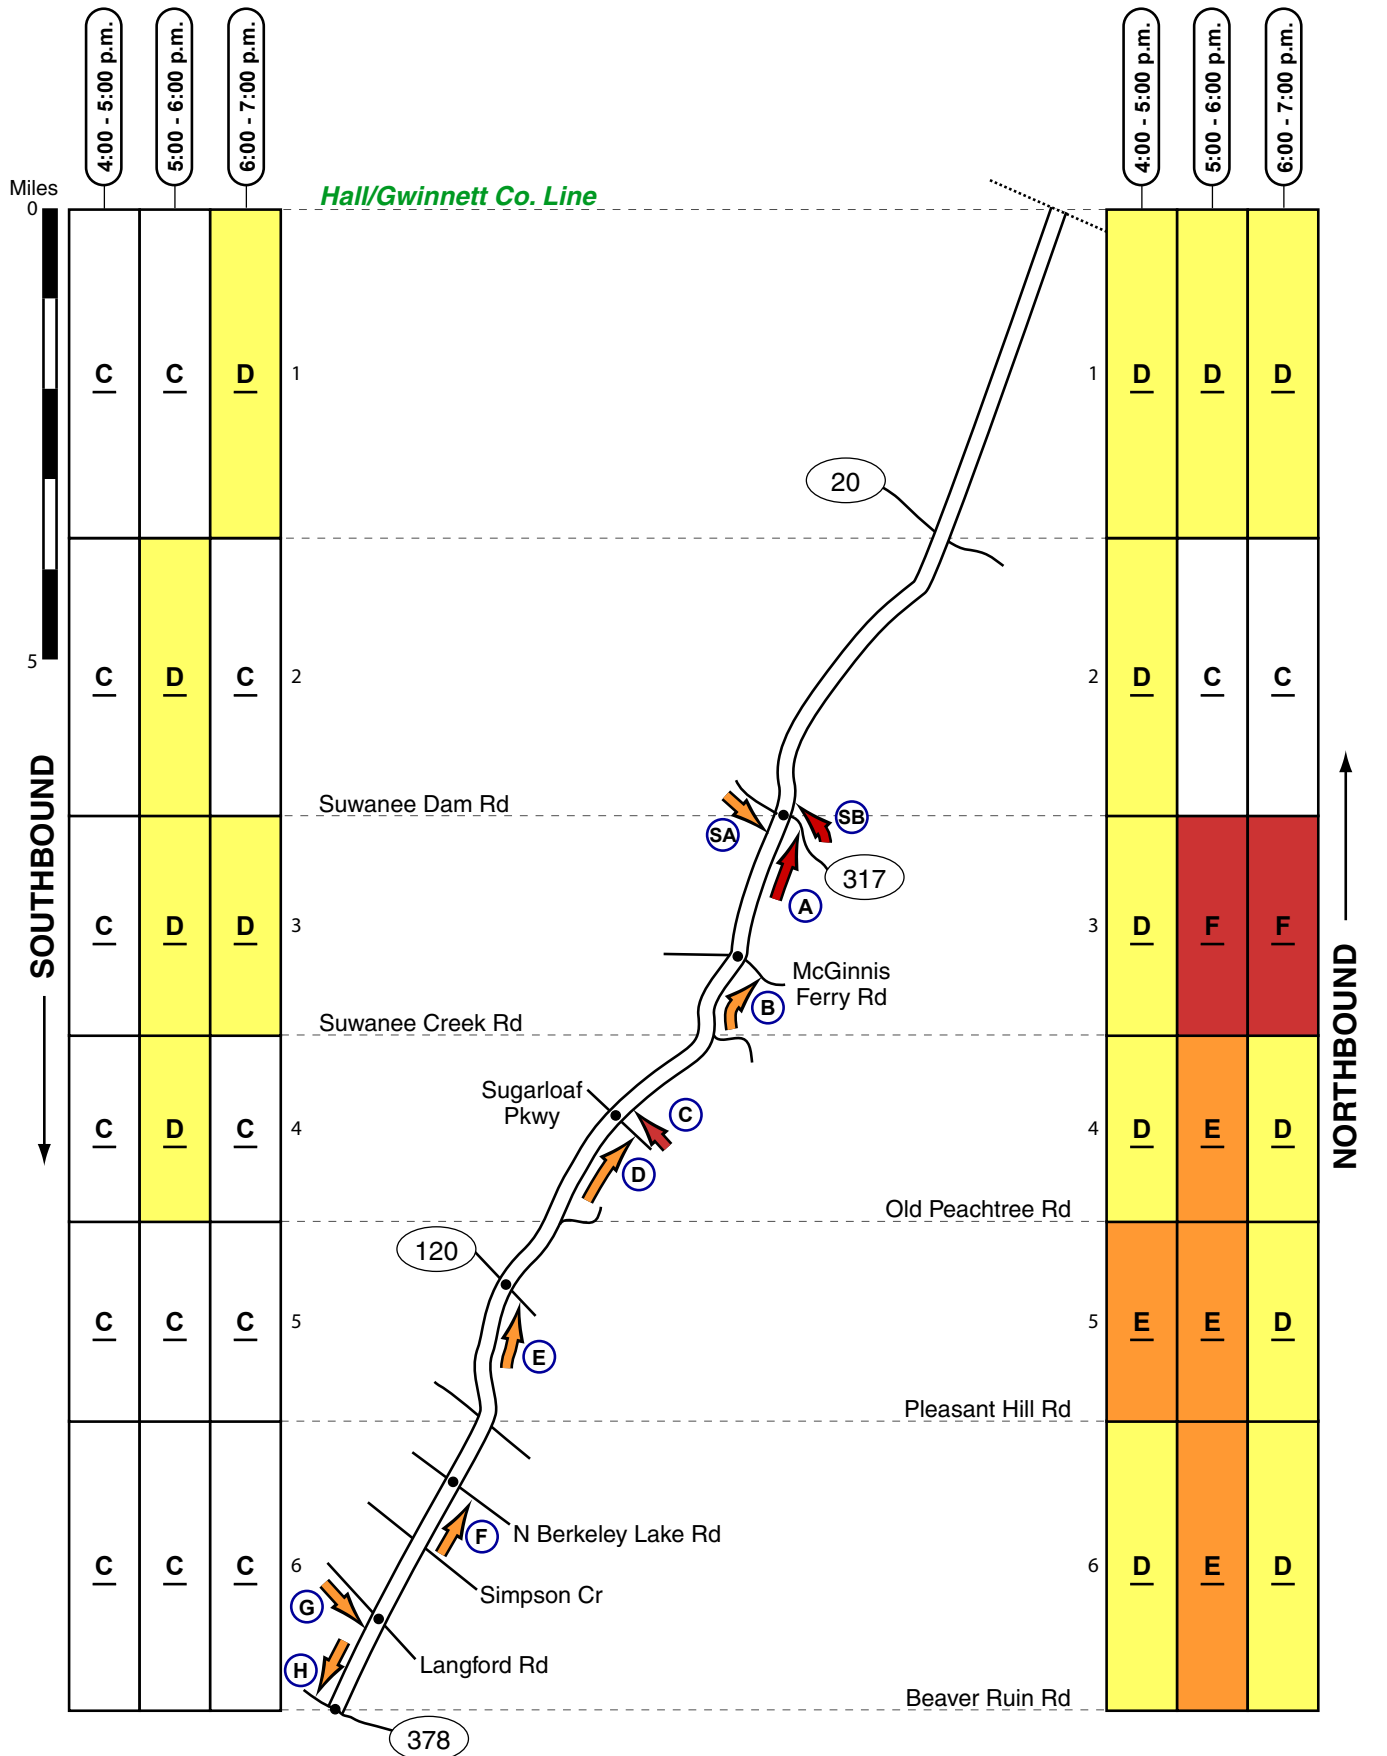 4:00 - 5:00 p.m.
5:00 - 6:00 p.m.
6:00 - 7:00 p.m.
4:00 - 5:00 p.m.
5:00 - 6:00 p.m.
6:00 - 7:00 p.m.
Miles
0
Hall/Gwinnett Co. Line
C C D 1
1 D D D
20
5
C D C 2
2 D C C
SOUTHBOUND
NORTHBOUND
Suwanee Dam Rd
SA
SB
317
A
C D D 3
3 D F F
McGinnis
Ferry Rd
B
Suwanee Creek Rd
Sugarloaf
Pkwy
C
C D C 4
4 D E D
D
Old Peachtree Rd
120
C C C 5
5 E E D
E
Pleasant Hill Rd
N Berkeley Lake Rd
F
C C C 6
6 D E D
Simpson Cr
G
Langford Rd
H
Beaver Ruin Rd
378